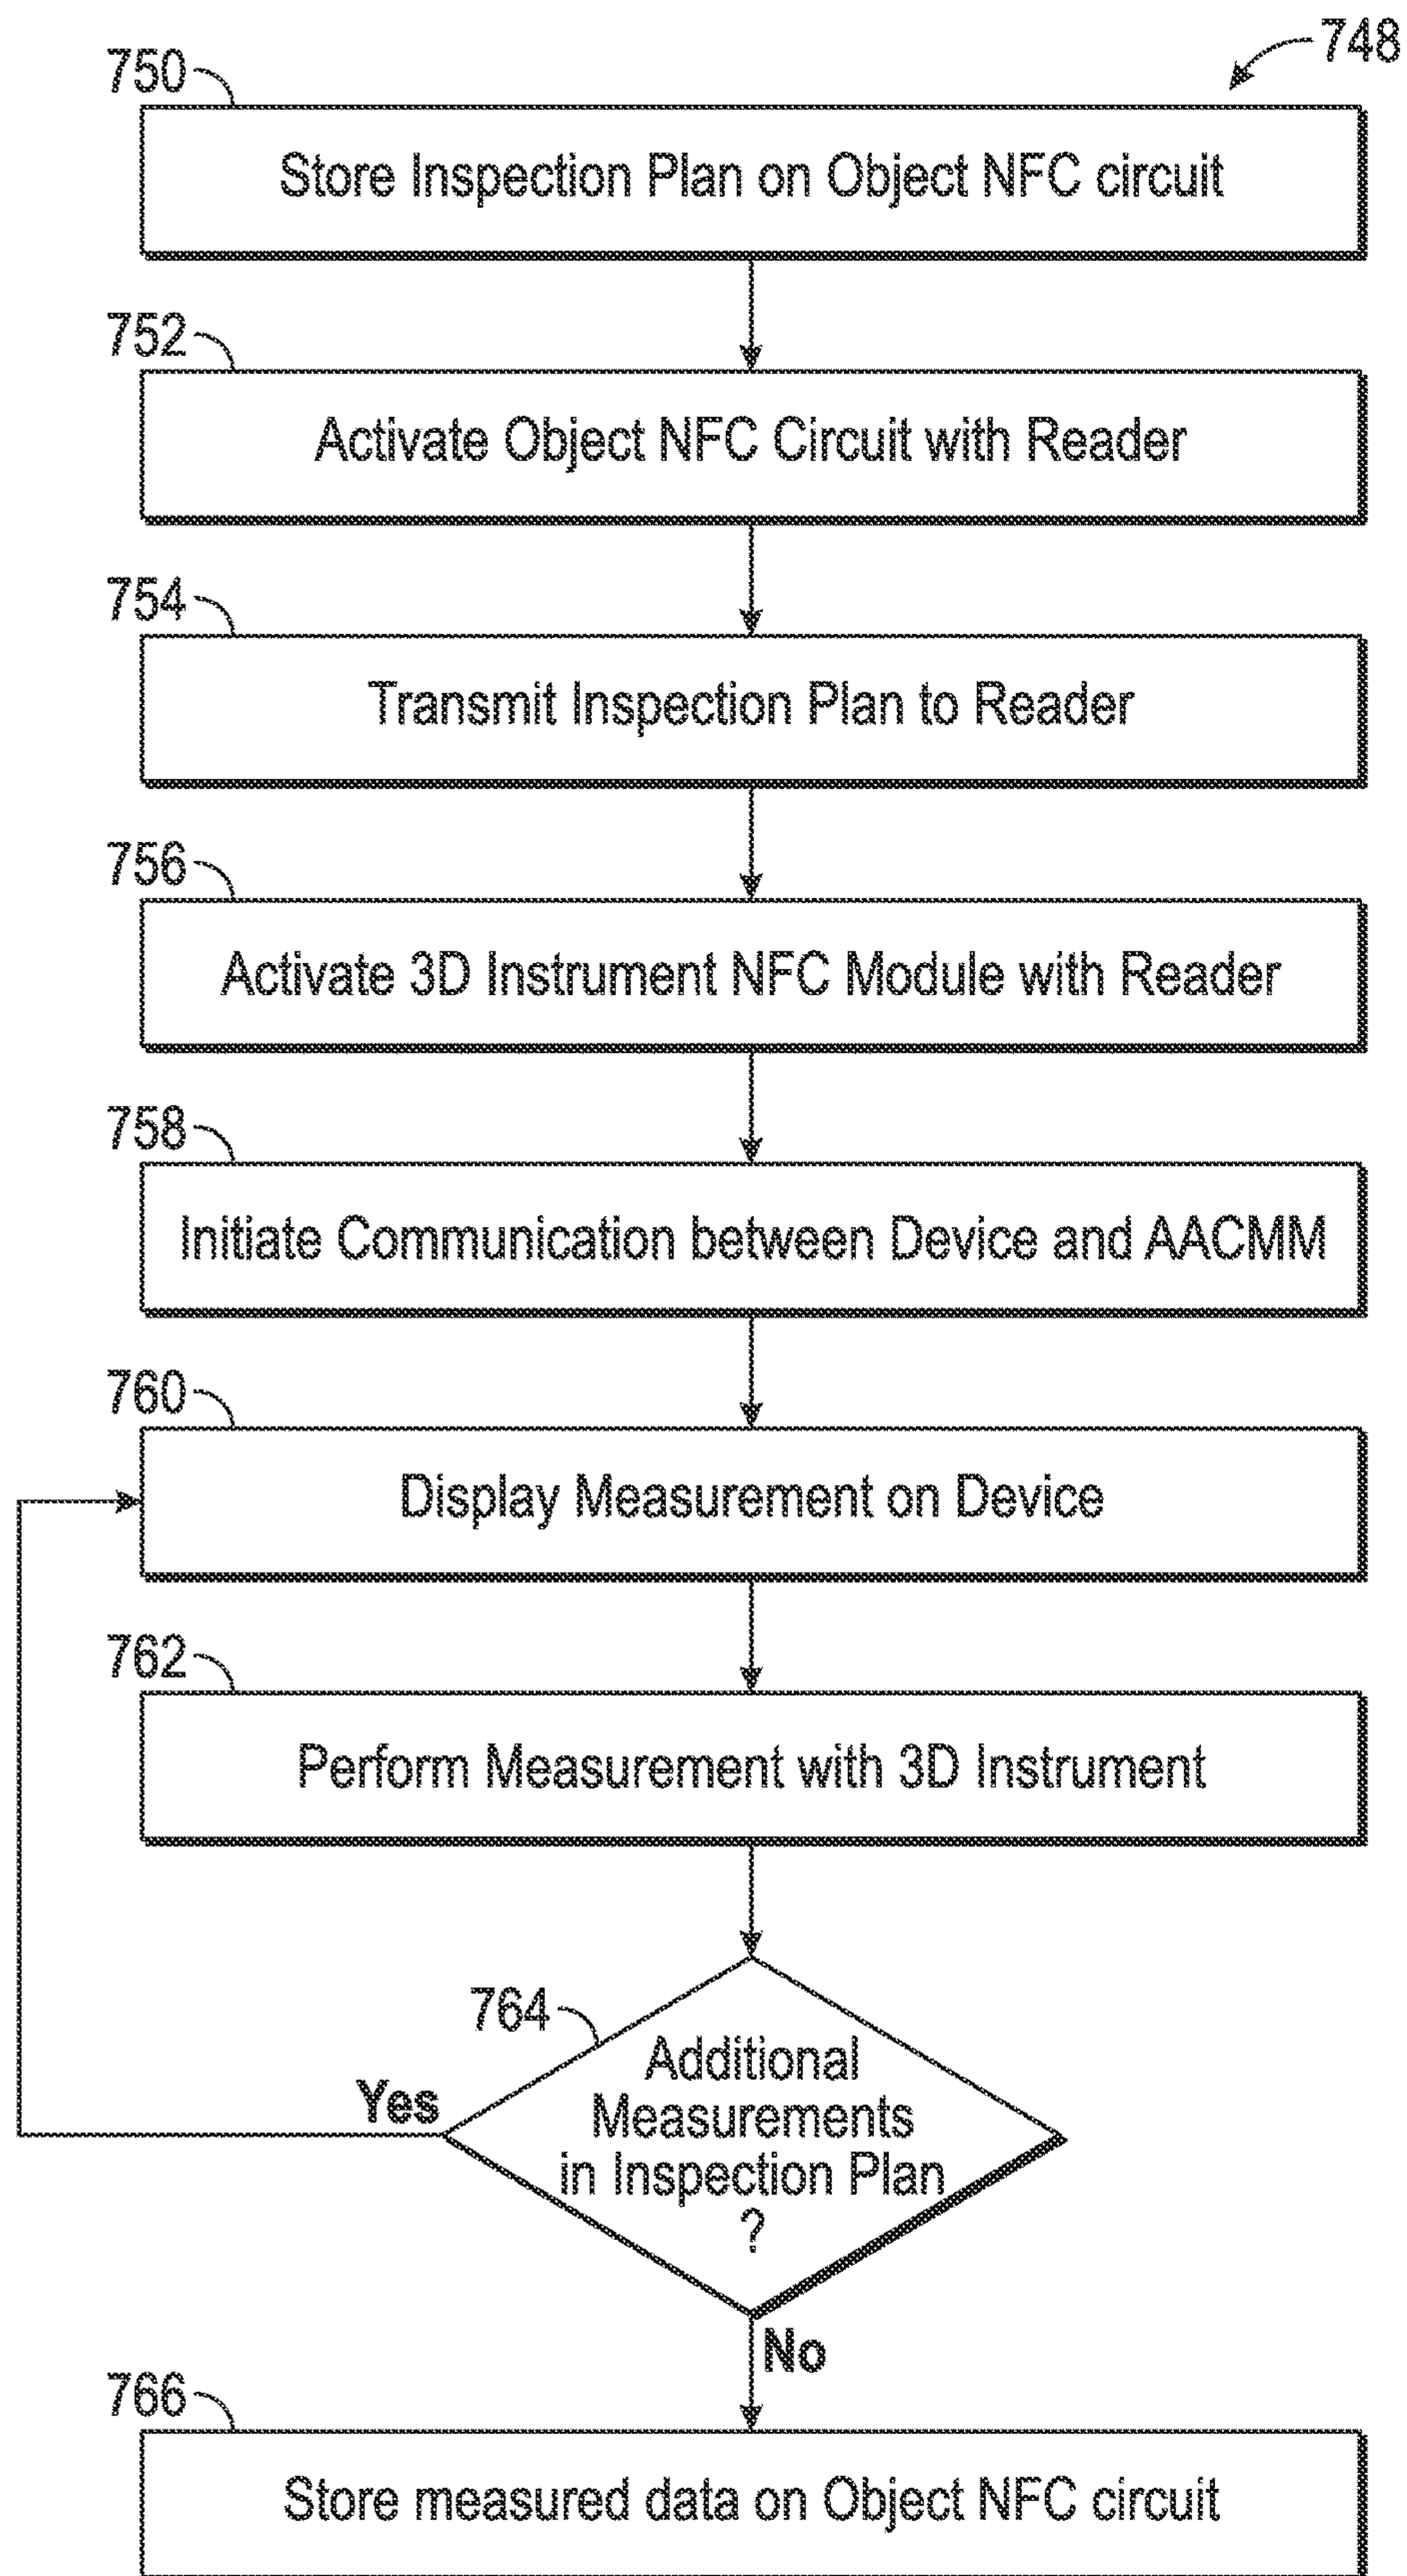 748
750
Store Inspection Plan on Object NFC circuit
752
Activate Object NFC Circuit with Reader
754
Transmit Inspection Plan to Reader
756
Activate 3D Instrument NFC Module with Reader
758
Initiate Communication between Device and AACMM
760
Display Measurement on Device
762
Perform Measurement with 3D Instrument
764
Additional
Measurements
in Inspection Plan
?
Yes
No
766
Store measured data on Object NFC circuit